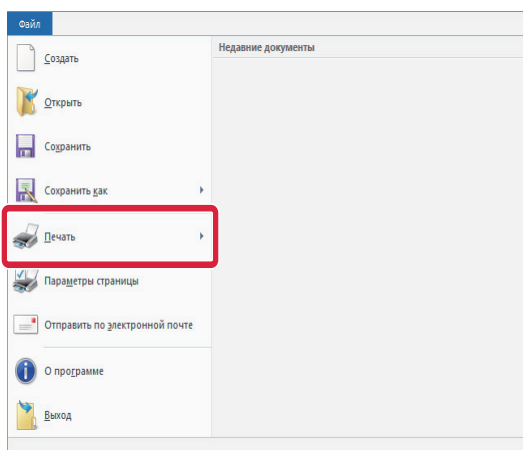 Файл
Недавние документы
Создать
Открыть
Сохранить
Сохранить как
Печать
Параметры страницы
Отправить по электронной почте
О программе
Выход